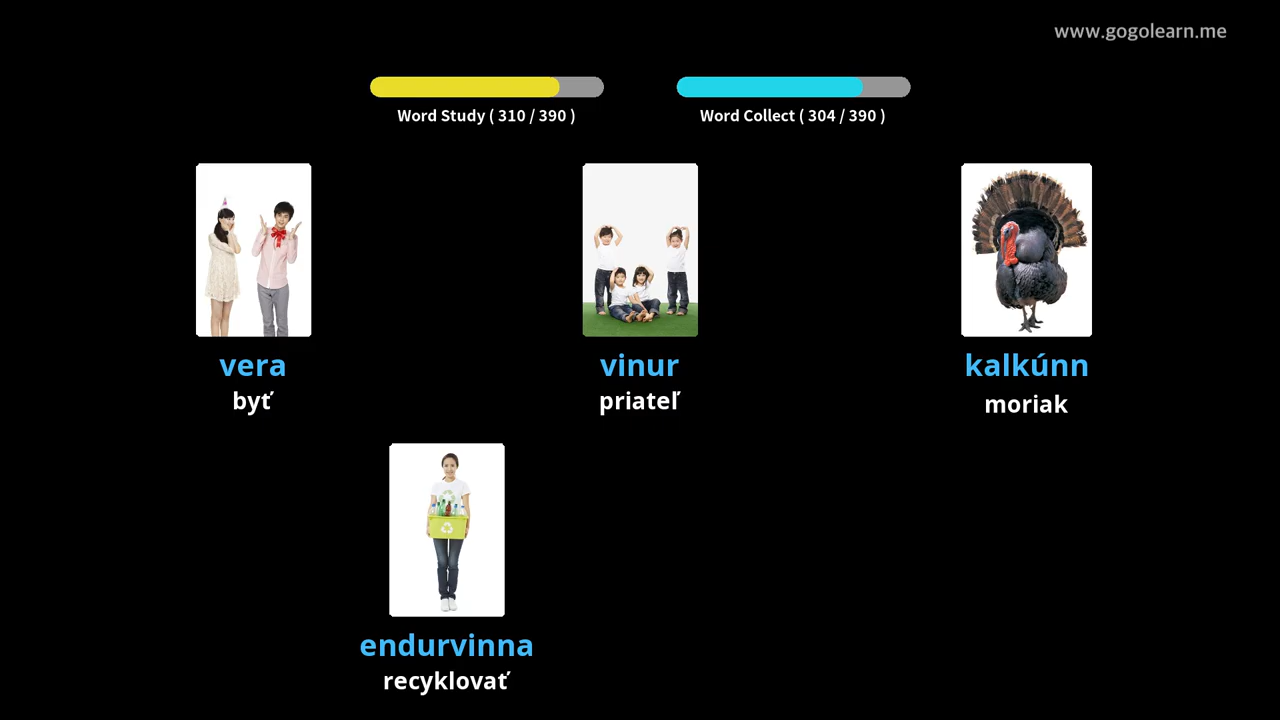 www.gogolearn.me
Word Study ( 310 / 390 )
Word Collect ( 304 / 390 )
vera
byť
vinur
priateľ
kalkúnn
moriak
endurvinna
recyklovať